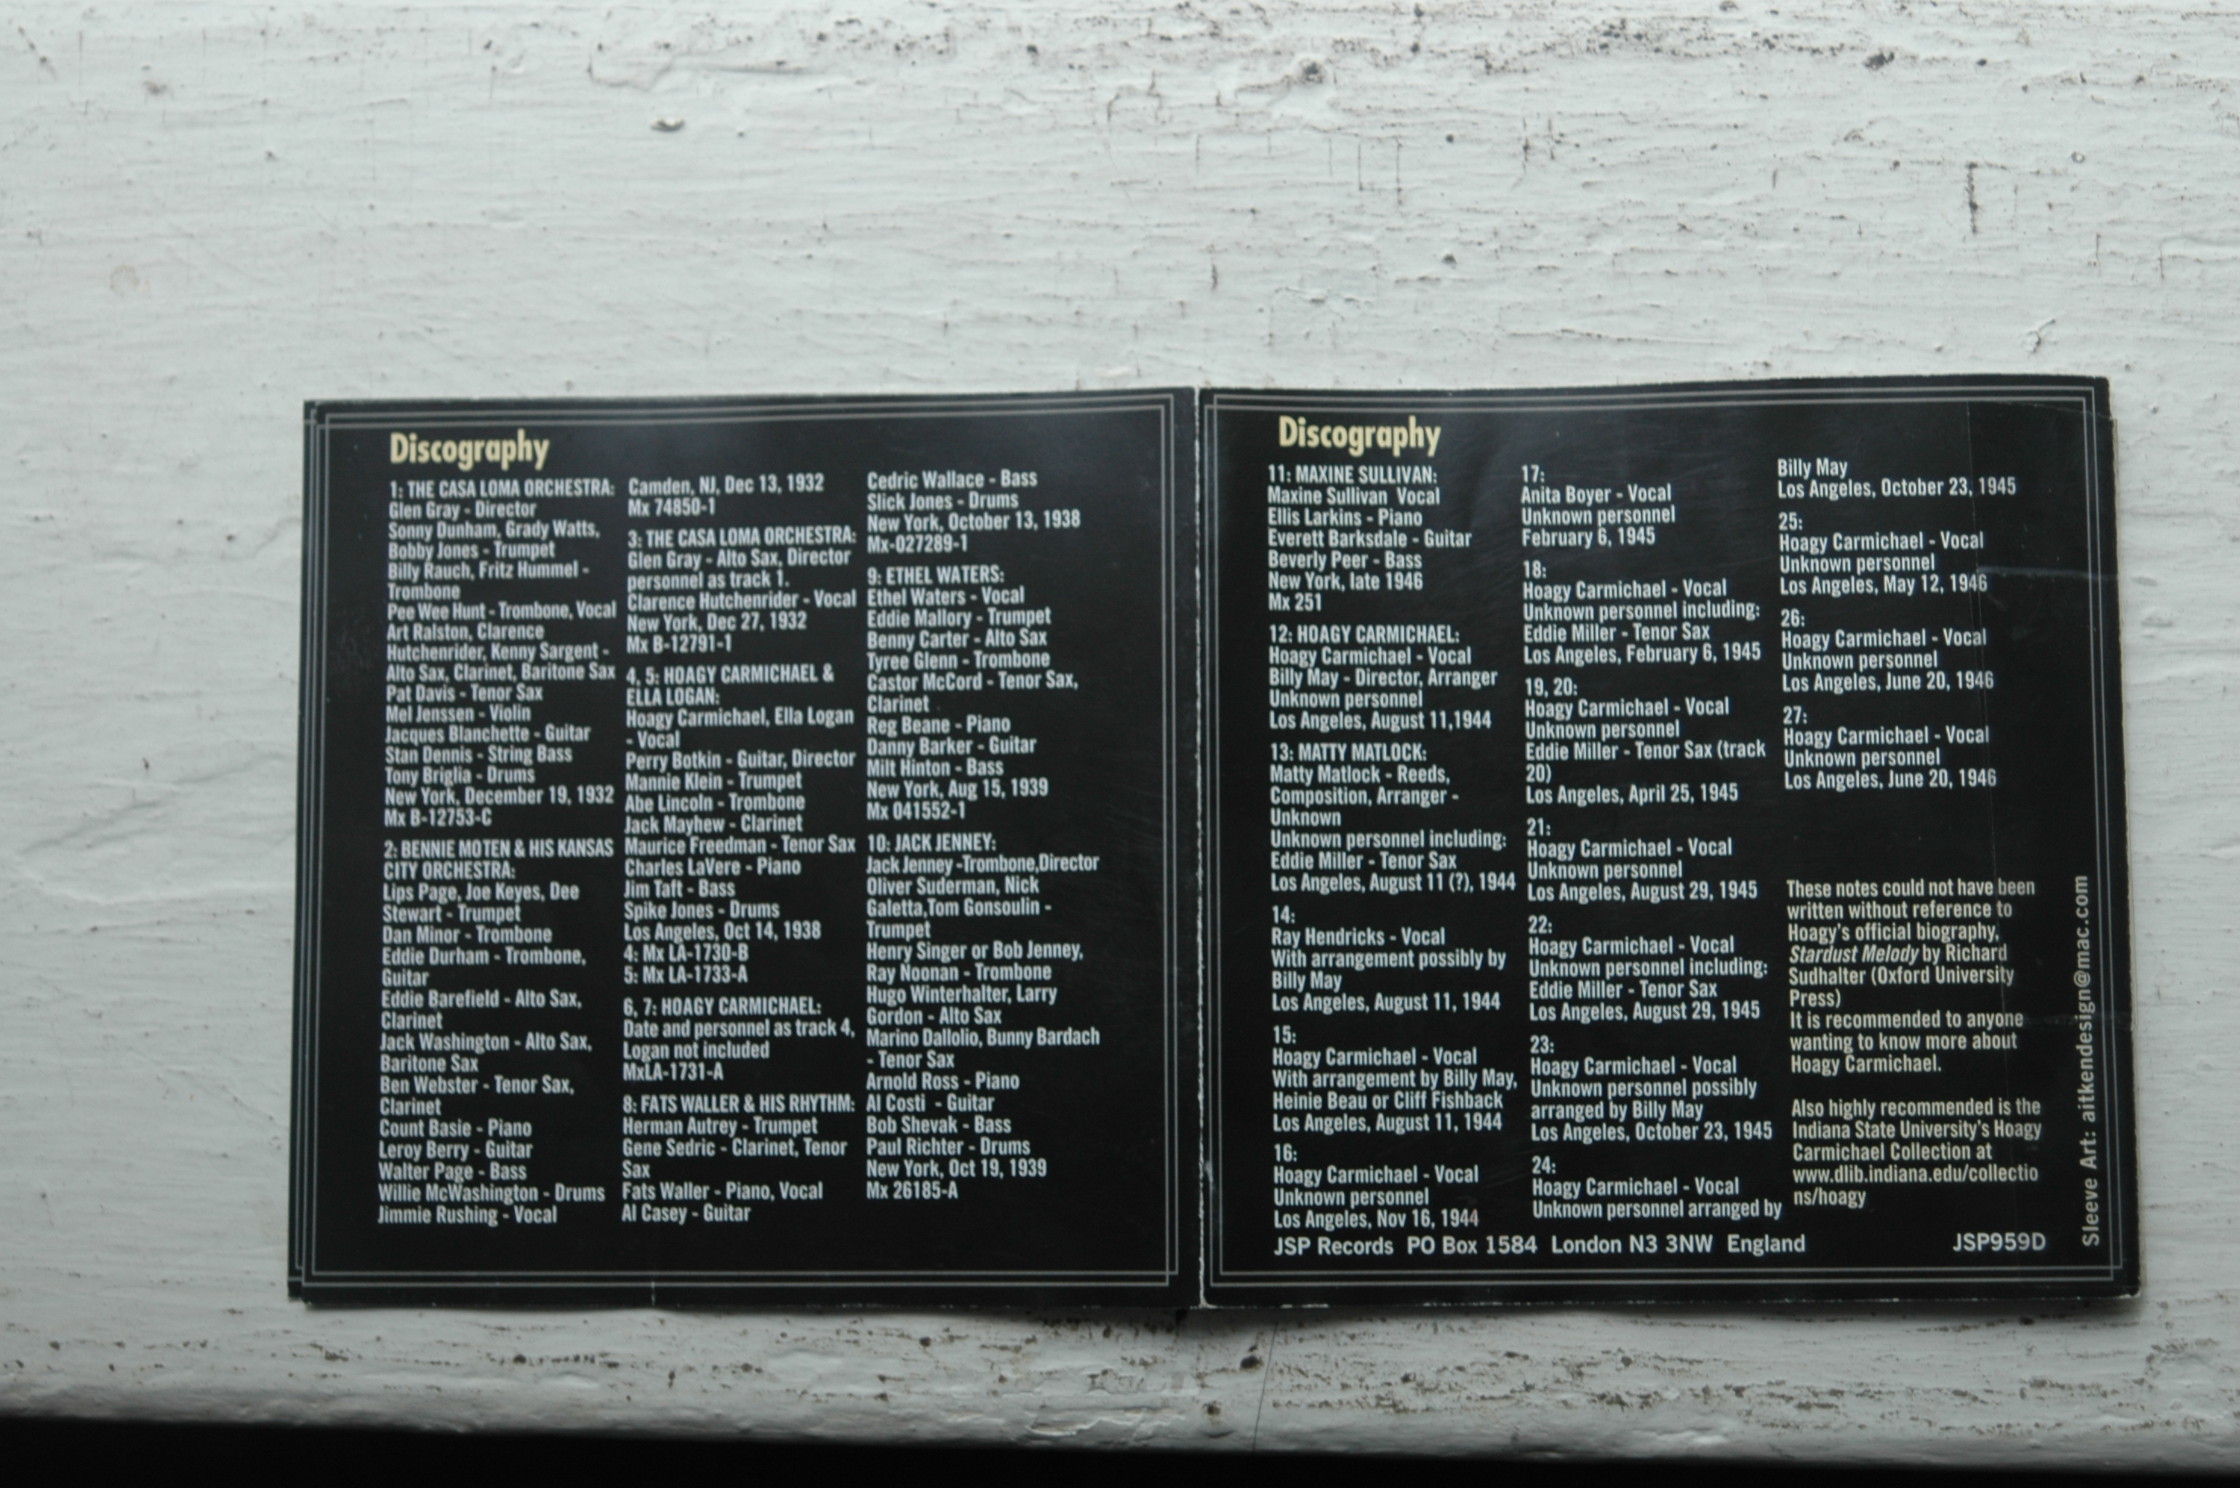 Discography
1: THE CASA LOMA ORCHESTRA:
Glen Gray - Director
Sonny Dunham, Grady Watts,
Bobby Jones - Trumpet
Billy Rauch, Fritz Hummel -
Trombone
Pee Wee Hunt - Trombone, Vocal
Art Ralston, Clarence
Hutchenrider, Kenny Sargent -
Alto Sax, Clarinet, Baritone Sax
Pat Davis - Tenor Sax
Mel Jenssen - Violin
Jacques Blanchette - Guitar
Stan Dennis - String Bass
Tony Briglia - Drums
New York, December 19, 1932
Mx B-12753-C
2: BENNIE MOTEN & HIS KANSAS
CITY ORCHESTRA:
Lips Page, Joe Keyes, Dee
Stewart - Trumpet
Dan Minor - Trombone
Eddie Durham - Trombone,
Guitar
Eddie Barefield - Alto Sax,
Clarinet
Jack Washington - Alto Sax,
Baritone Sax
Ben Webster - Tenor Sax,
Clarinet
Count Basie - Piano
Leroy Berry - Guitar
Walter Page - Bass
Willie McWashington - Drums
Jimmie Rushing - Vocal
Camden, NJ, Dec 13, 1932
Mx 74850-1
3: THE CASA LOMA ORCHESTRA:
Glen Gray - Alto Sax, Director
personnel as track 1.
Clarence Hutchenrider - Vocal
New York, Dec 27, 1932
Mx B-12791-1
4, 5: HOAGY CARMICHAEL &
ELLA LOGAN:
Hoagy Carmichael, Ella Logan
- Vocal
Perry Botkin - Guitar, Director
Mannie Klein - Trumpet
Abe Lincoln - Trombone
Jack Mayhew - Clarinet
Maurice Freedman - Tenor Sax
Charles LaVere - Piano
Jim Taft - Bass
Spike Jones - Drums
Los Angeles, Oct 14, 1938
4: Mx LA-1730-B
5: Mx LA-1733-A
6, 7: HOAGY CARMICHAEL:
Date and personnel as track 4,
Logan not included
MxLA-1731-A
8: FATS WALLER & HIS RHYTHM:
Herman Autrey - Trumpet
Gene Sedric - Clarinet, Tenor
Sax
Fats Waller - Piano, Vocal
Al Casey - Guitar
Cedric Wallace - Bass
Slick Jones - Drums
New York, October 13, 1938
Mx-027289-1
9: ETHEL WATERS:
Ethel Waters - Vocal
Eddie Mallory - Trumpet
Benny Carter - Alto Sax
Tyree Glenn - Trombone
Castor McCord - Tenor Sax,
Clarinet
Reg Beane - Piano
Danny Barker - Guitar
Milt Hinton - Bass
New York, Aug 15, 1939
Mx 041552-1
10: JACK JENNEY:
Jack Jenney -Trombone,Director
Oliver Suderman, Nick
Galetta,Tom Gonsoulin -
Trumpet
Henry Singer or Bob Jenney,
Ray Noonan - Trombone
Hugo Winterhalter, Larry
Gordon - Alto Sax
Marino Dallolio, Bunny Bardach
- Tenor Sax
Arnold Ross - Piano
Al Costi - Guitar
Bob Shevak - Bass
Paul Richter - Drums
New York, Oct 19, 1939
Mx 26185-A
Discography
11: MAXINE SULLIVAN:
Maxine Sullivan Vocal
Ellis Larkins - Piano
Everett Barksdale - Guitar
Beverly Peer - Bass
New York, late 1946
Mx 251
12: HOAGY CARMICHAEL:
Hoagy Carmichael - Vocal
Billy May - Director, Arranger
Unknown personnel
Los Angeles, August 11,1944
13: MATTY MATLOCK:
Matty Matlock - Reeds,
Composition, Arranger -
Unknown
Unknown personnel including:
Eddie Miller - Tenor Sax
Los Angeles, August 11 (?), 1944
14:
Ray Hendricks - Vocal
With arrangement possibly by
Billy May
Los Angeles, August 11, 1944
15:
Hoagy Carmichael - Vocal
With arrangement by Billy May,
Heinie Beau or Cliff Fishback
Los Angeles, August 11, 1944
16:
Hoagy Carmichael - Vocal
Unknown personnel
Los Angeles, Nov 16, 1944
17:
Anita Boyer - Vocal
Unknown personnel
February 6, 1945
18:
Hoagy Carmichael - Vocal
Unknown personnel including:
Eddie Miller - Tenor Sax
Los Angeles, February 6, 1945
19, 20:
Hoagy Carmichael - Vocal
Unknown personnel
Eddie Miller - Tenor Sax (track
20)
Los Angeles, April 25, 1945
21:
Hoagy Carmichael - Vocal
Unknown personnel
Los Angeles, August 29, 1945
22:
Hoagy Carmichael - Vocal
Unknown personnel including:
Eddie Miller - Tenor Sax
Los Angeles, August 29, 1945
23:
Hoagy Carmichael - Vocal
Unknown personnel possibly
arranged by Billy May
Los Angeles, October 23, 1945
24:
Hoagy Carmichael - Vocal
Unknown personnel arranged by
Billy May
Los Angeles, October 23, 1945
25:
Hoagy Carmichael - Vocal
Unknown personnel
Los Angeles, May 12, 1946
26:
Hoagy Carmichael - Vocal
Unknown personnel
Los Angeles, June 20, 1946
27:
Hoagy Carmichael - Vocal
Unknown personnel
Los Angeles, June 20, 1946
These notes could not have been
written without reference to
Hoagy's official biography,
Stardust Melody by Richard
Sudhalter (Oxford University
Press)
It is recommended to anyone
wanting to know more about
Hoagy Carmichael.
Also highly recommended is the
Indiana State University's Hoagy
Carmichael Collection at
www.dlib.indiana.edu/collectio
ns/hoagy
JSP Records PO Box 1584 London N3 3NW England
JSP959D
Sleeve Art: aitkendesign@mac.com